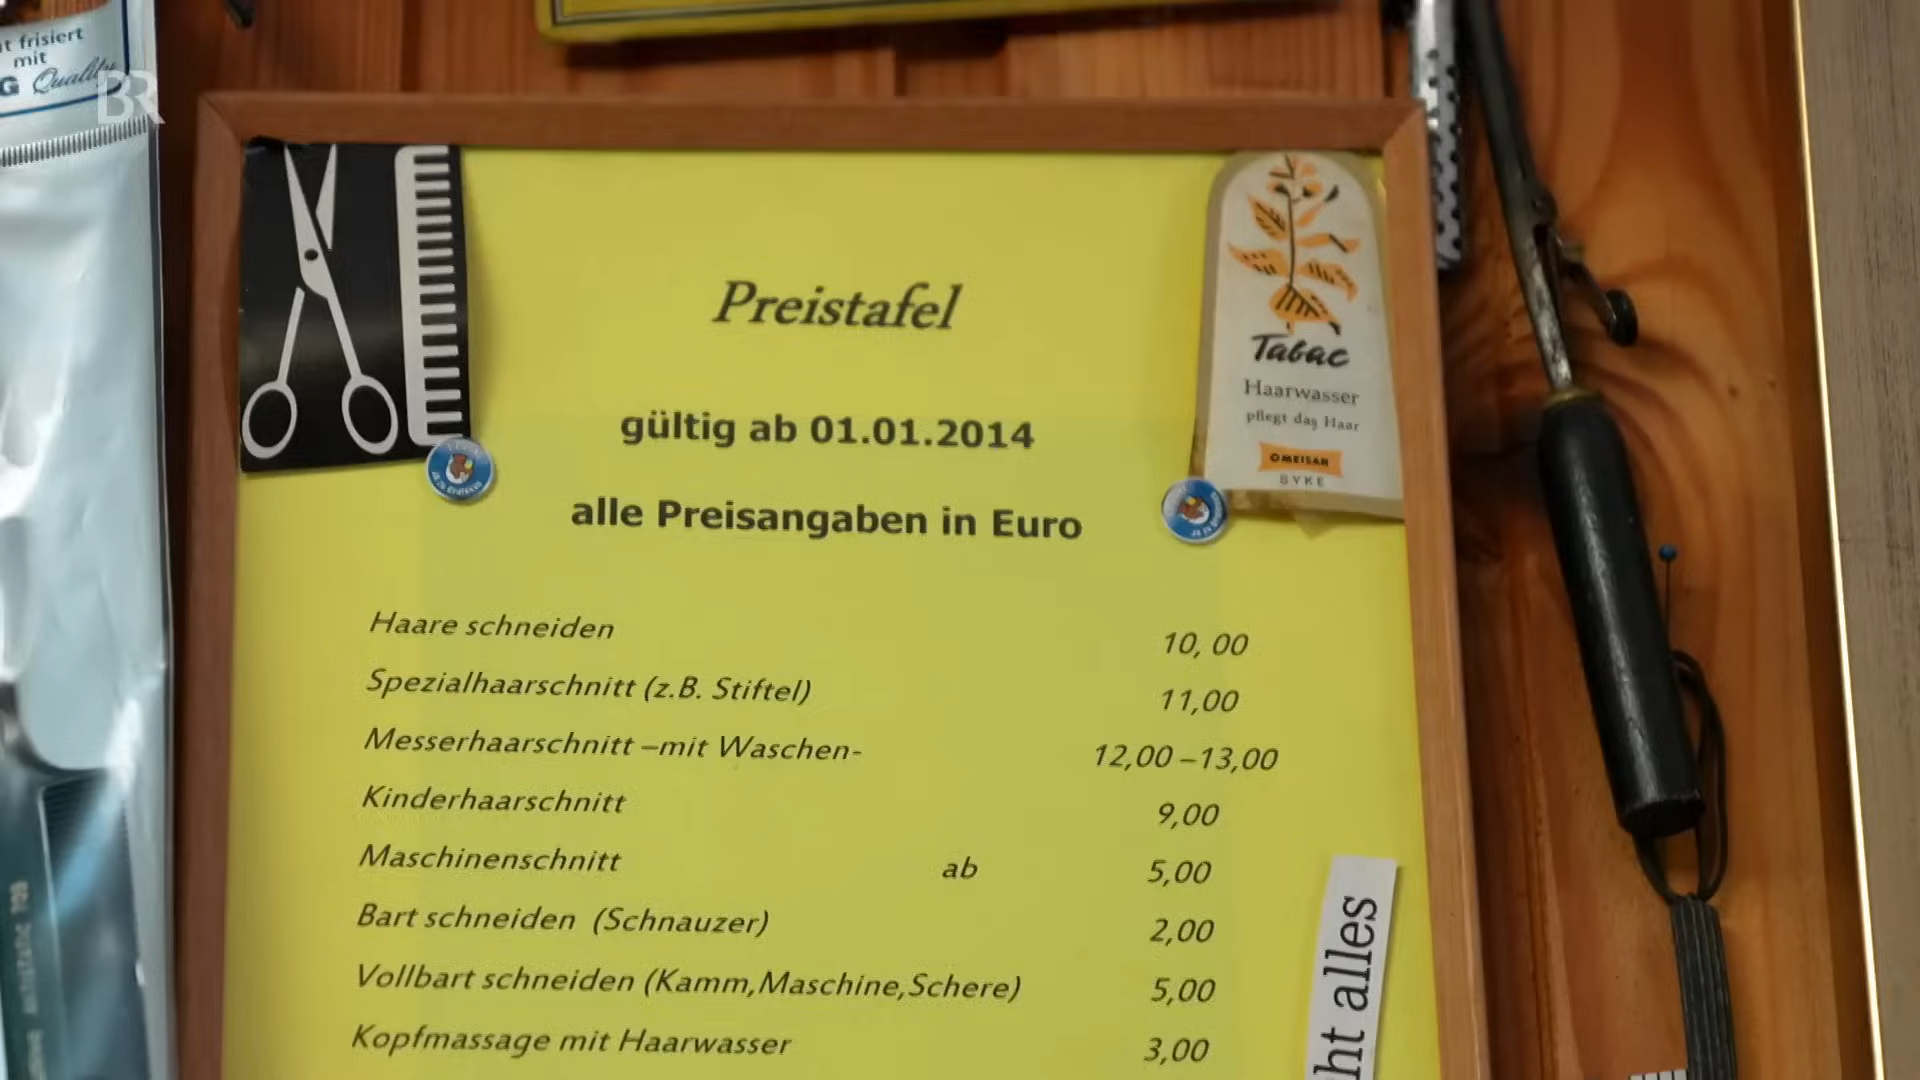 t frisiert
mit
G Quality
BR
Preistafel
gültig ab 01.01.2014
alle Preisangaben in Euro
Tabac
Haarwasser
pflegt das Haar
OMEISAN
BYKE
Haare schneiden 10, 00
Spezialhaarschnitt (z.B. Stiftel) 11,00
Messerhaarschnitt –mit Waschen- 12,00 –13,00
Kinderhaarschnitt 9,00
Maschinenschnitt ab 5,00
Bart schneiden (Schnauzer) 2,00
Vollbart schneiden (Kamm,Maschine,Schere) 5,00
Kopfmassage mit Haarwasser 3,00
ht alles